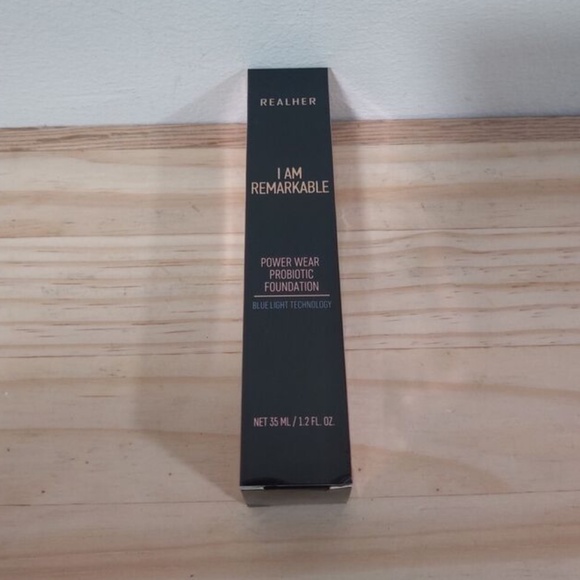 REALHER
I AM
REMARKABLE
POWER WEAR
PROBIOTIC
FOUNDATION
BLUE LIGHT TECHNOLOGY
NET 35 ML / 1.2 FL. OZ.